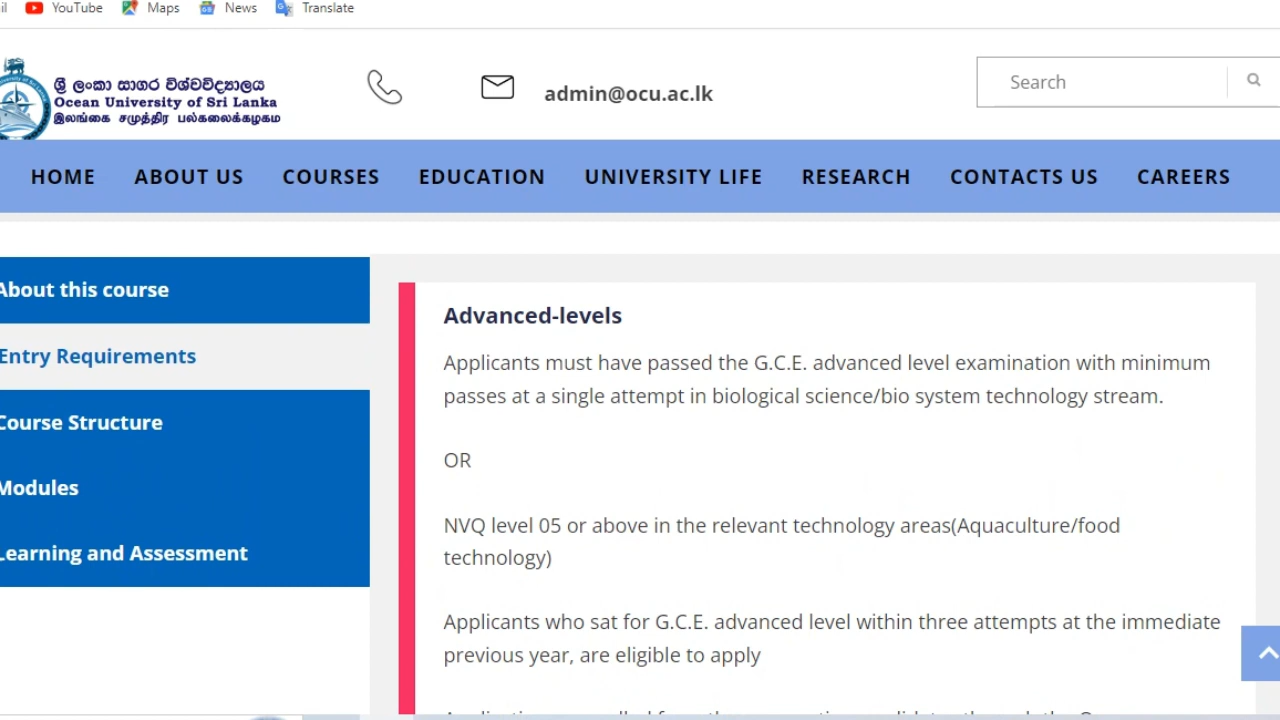 il YouTube Maps News Translate
ශ්‍රී ලංකා සාගර විශ්වවිද්‍යාලය
Ocean University of Sri Lanka
இலங்கை சமுத்திர பல்கலைக்கழகம
admin@ocu.ac.lk
Search
HOME ABOUT US COURSES EDUCATION UNIVERSITY LIFE RESEARCH CONTACTS US CAREERS
About this course
Entry Requirements
Course Structure
Modules
Learning and Assessment
Advanced-levels
Applicants must have passed the G.C.E. advanced level examination with minimum
passes at a single attempt in biological science/bio system technology stream.
OR
NVQ level 05 or above in the relevant technology areas(Aquaculture/food
technology)
Applicants who sat for G.C.E. advanced level within three attempts at the immediate
previous year, are eligible to apply